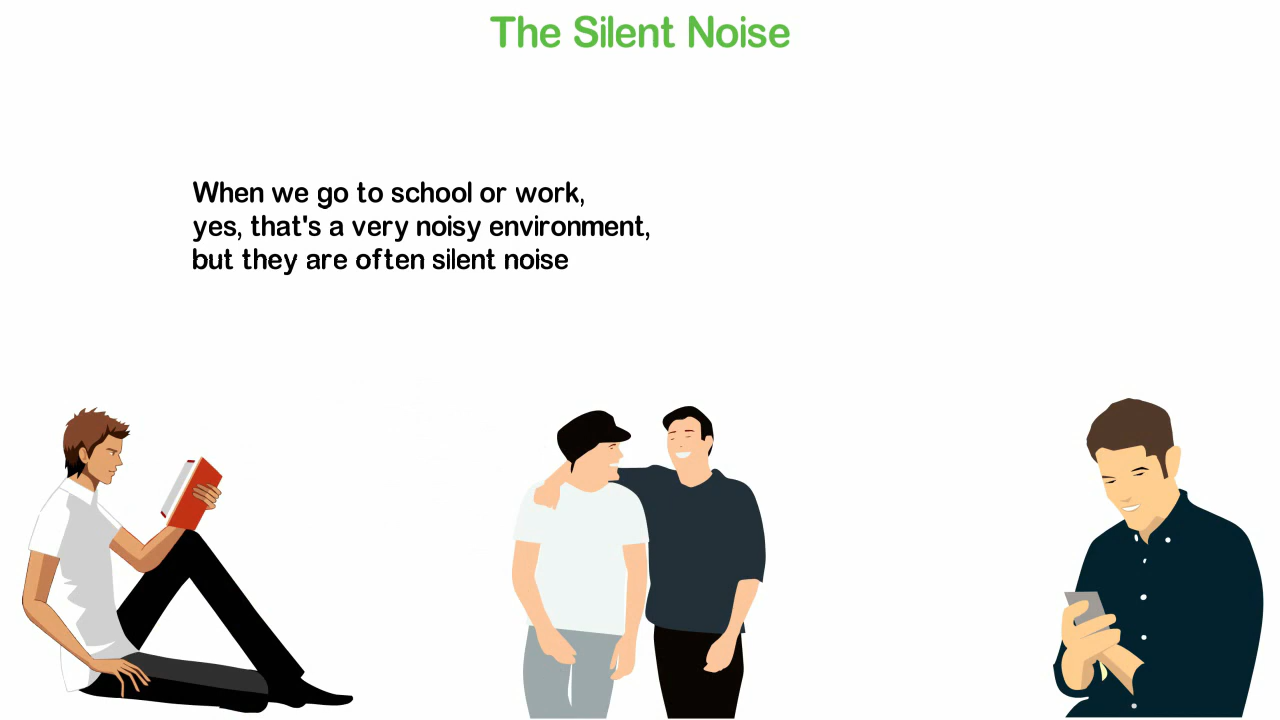 The Silent Noise
When we go to school or work,
yes, that's a very noisy environment,
but they are often silent noise